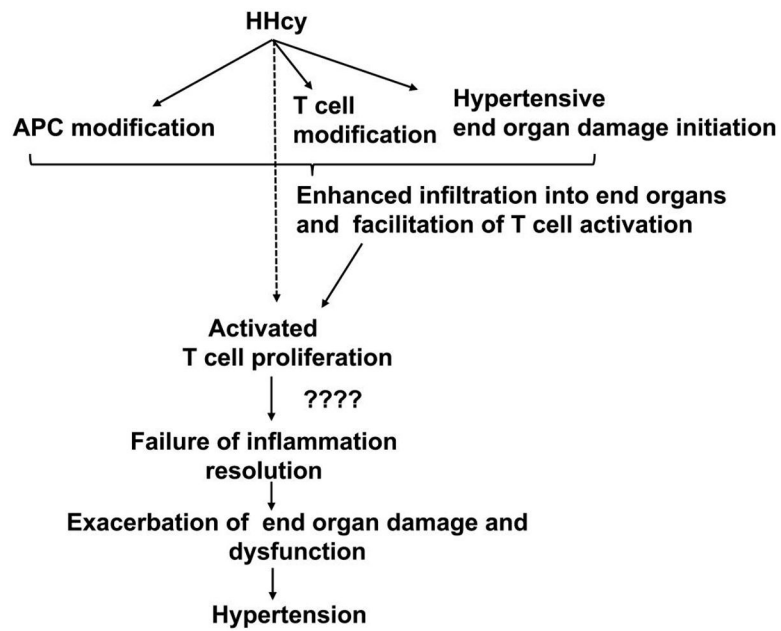 HHcy
APC modification
T cell
modification
Hypertensive
end organ damage initiation
Enhanced infiltration into end organs
and facilitation of T cell activation
Activated
T cell proliferation
????
Failure of inflammation
resolution
Exacerbation of end organ damage and
dysfunction
Hypertension